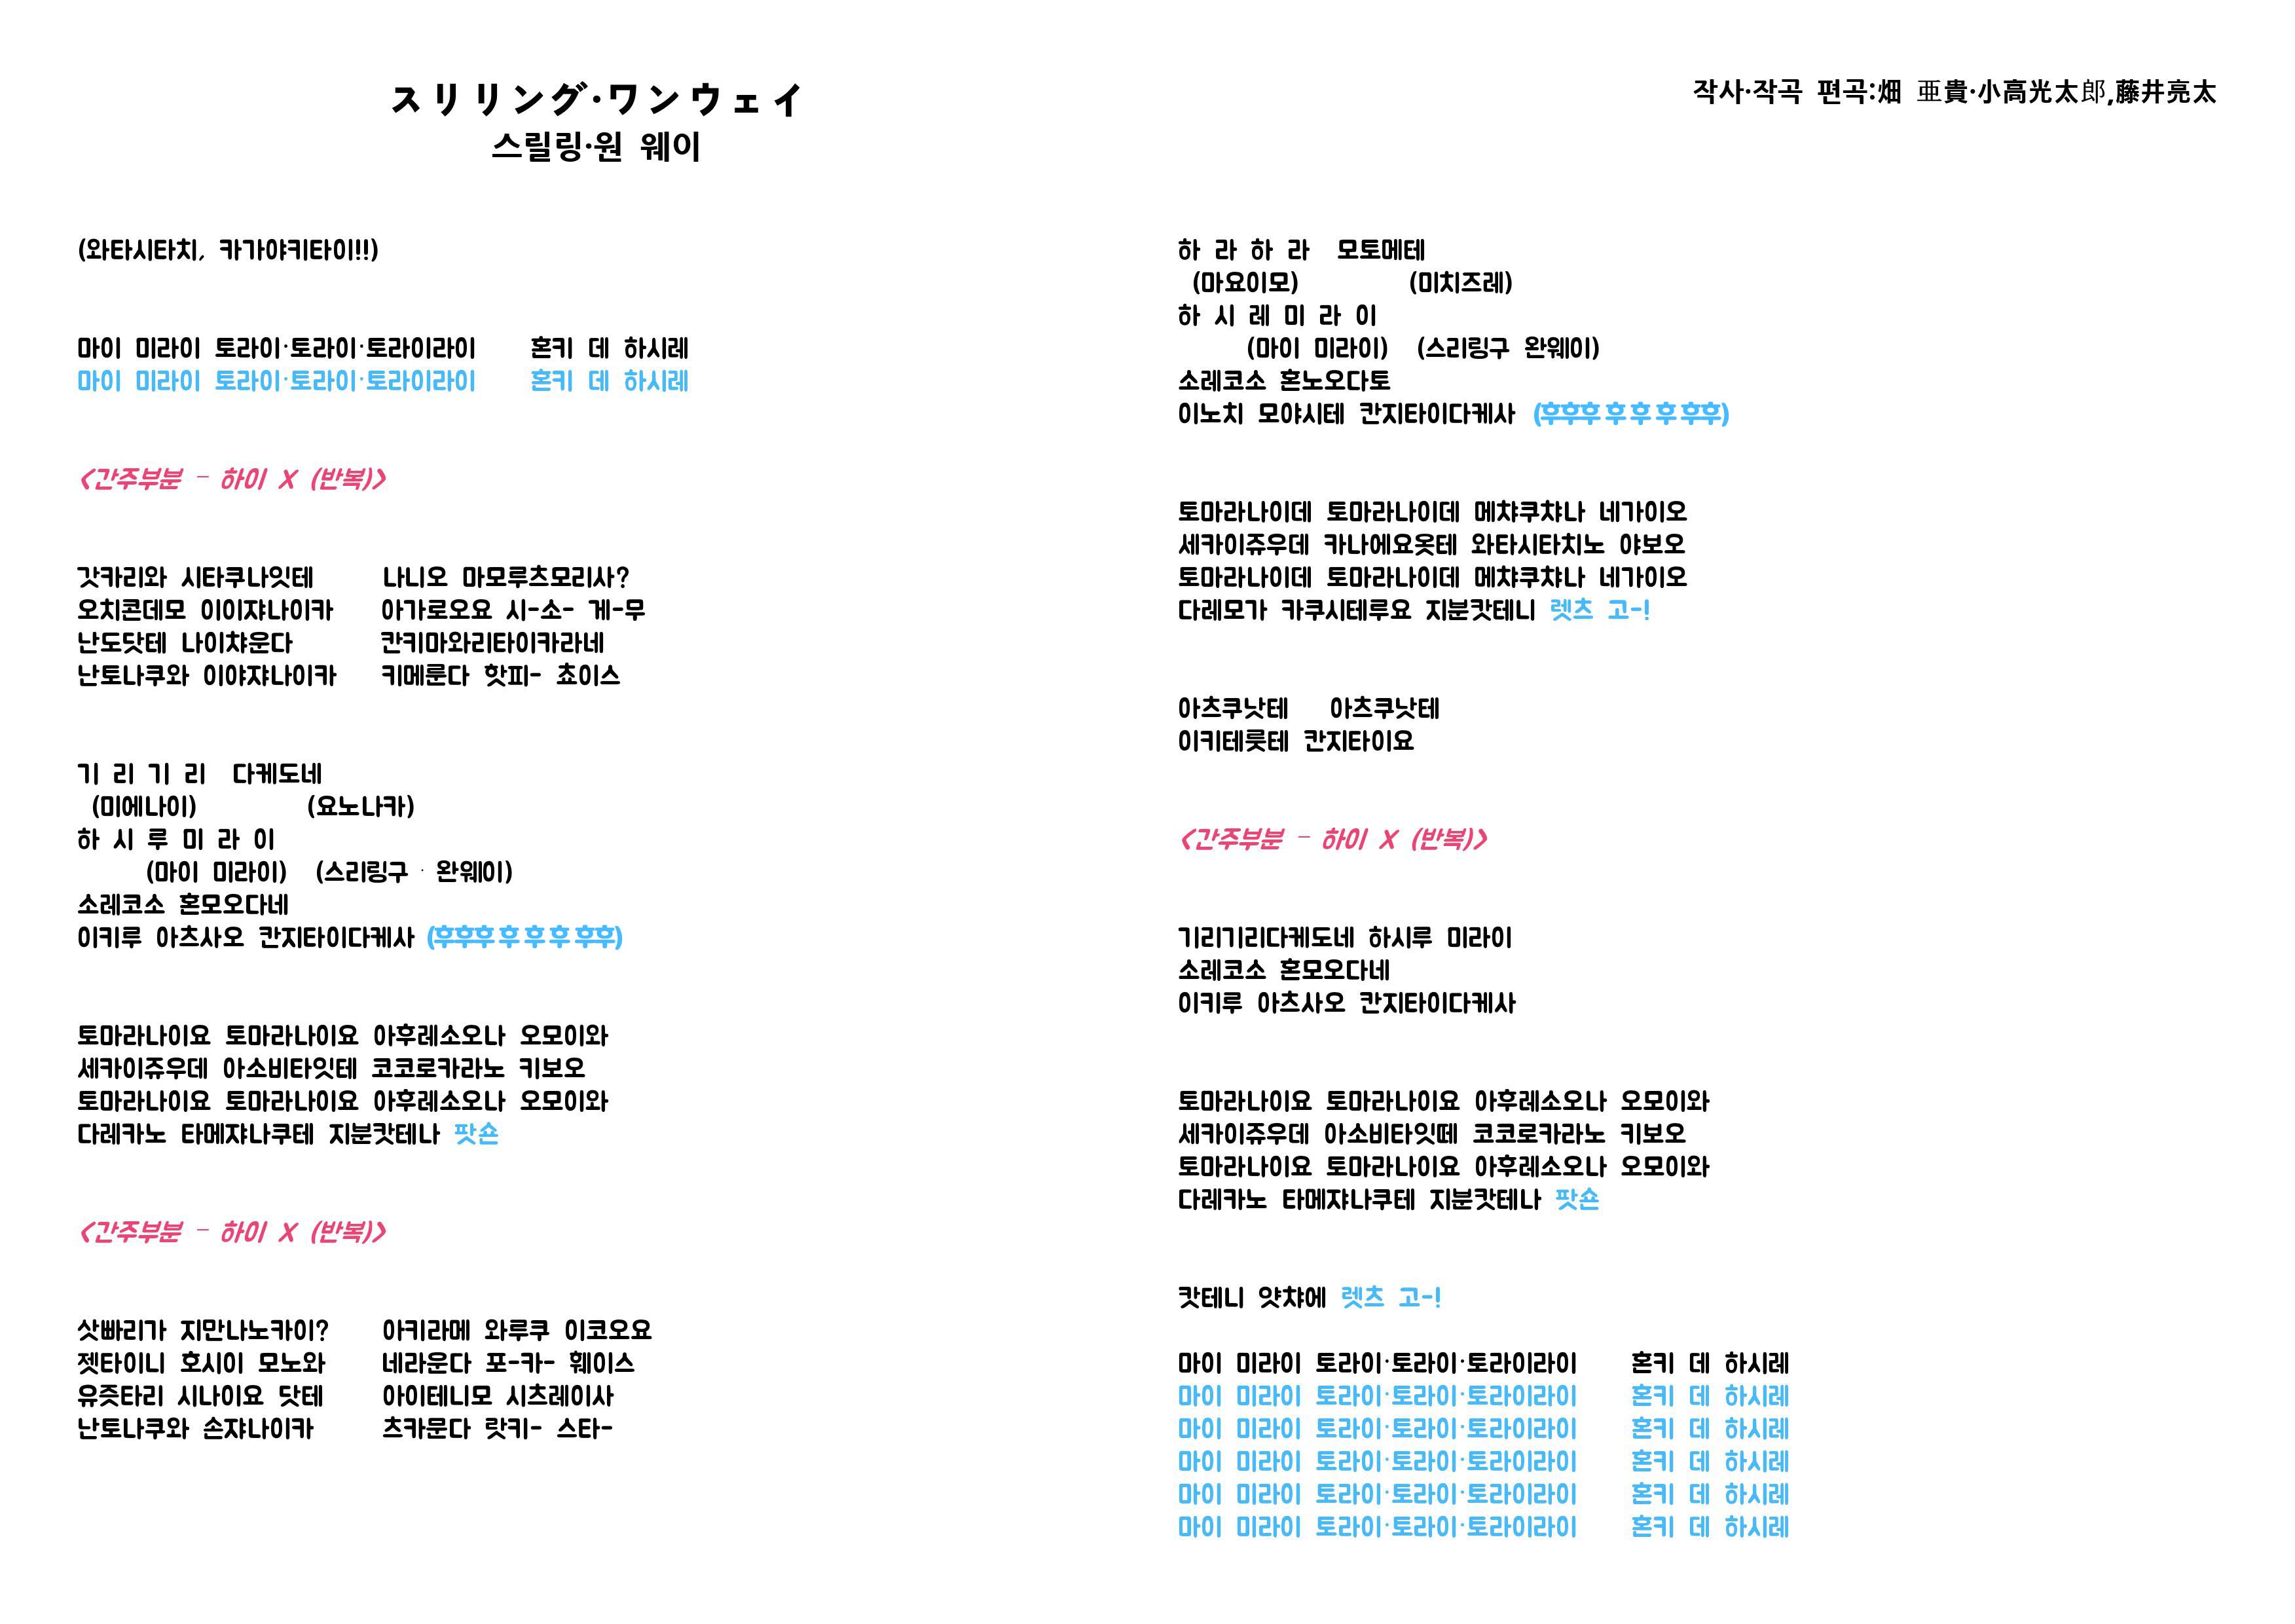 スリリング·ワンウェイ
스릴링·원 웨이
작사·작곡 편곡:畑 亜貴·小高光太郎,藤井亮太
(와타시타치, 카가야키타이!!)
마이 미라이 토라이·토라이·토라이라이 혼키 데 하시레
마이 미라이 토라이·토라이·토라이라이 혼키 데 하시레
<간주부분 - 하이 X (반복)>
갓카리와 시타쿠나잇테 나니오 마모루츠모리사?
오치콘데모 이이쟈나이카 아가로오요 시-소- 게-무
난도닷테 나이챠운다 칸키마와리타이카라네
난토나쿠와 이야쟈나이카 키메룬다 핫피- 쵸이스
기 리 기 리 다케도네
(미에나이) (요노나카)
하 시 루 미 라 이
(마이 미라이) (스리링구 · 완웨이)
소레코소 혼모오다네
이키루 아츠사오 칸지타이다케사 (후후후 후 후 후 후후)
토마라나이요 토마라나이요 아후레소오나 오모이와
세카이쥬우데 아소비타잇테 코코로카라노 키보오
토마라나이요 토마라나이요 아후레소오나 오모이와
다레카노 타메쟈나쿠테 지분캇테나 팟숀
<간주부분 - 하이 X (반복)>
삿빠리가 지만나노카이? 아키라메 와루쿠 이코오요
젯타이니 호시이 모노와 네라운다 포-카- 훼이스
유즛타리 시나이요 닷테 아이테니모 시츠레이사
난토나쿠와 손쟈나이카 츠카문다 랏키- 스타-
하 라 하 라 모토메테
(마요이모) (미치즈레)
하 시 레 미 라 이
(마이 미라이) (스리링구 완웨이)
소레코소 혼노오다토
이노치 모야시테 칸지타이다케사 (후후후 후 후 후 후후)
토마라나이데 토마라나이데 메챠쿠챠나 네가이오
세카이쥬우데 카나에요옷테 와타시타치노 야보오
토마라나이데 토마라나이데 메챠쿠챠나 네가이오
다레모가 카쿠시테루요 지분캇테니 렛츠 고-!
아츠쿠낫테 아츠쿠낫테
이키테룻테 칸지타이요
<간주부분 - 하이 X (반복)>
기리기리다케도네 하시루 미라이
소레코소 혼모오다네
이키루 아츠사오 칸지타이다케사
토마라나이요 토마라나이요 아후레소오나 오모이와
세카이쥬우데 아소비타잇떼 코코로카라노 키보오
토마라나이요 토마라나이요 아후레소오나 오모이와
다레카노 타메쟈나쿠테 지분캇테나 팟숀
캇테니 얏챠에 렛츠 고-!
마이 미라이 토라이·토라이·토라이라이 혼키 데 하시레
마이 미라이 토라이·토라이·토라이라이 혼키 데 하시레
마이 미라이 토라이·토라이·토라이라이 혼키 데 하시레
마이 미라이 토라이·토라이·토라이라이 혼키 데 하시레
마이 미라이 토라이·토라이·토라이라이 혼키 데 하시레
마이 미라이 토라이·토라이·토라이라이 혼키 데 하시레